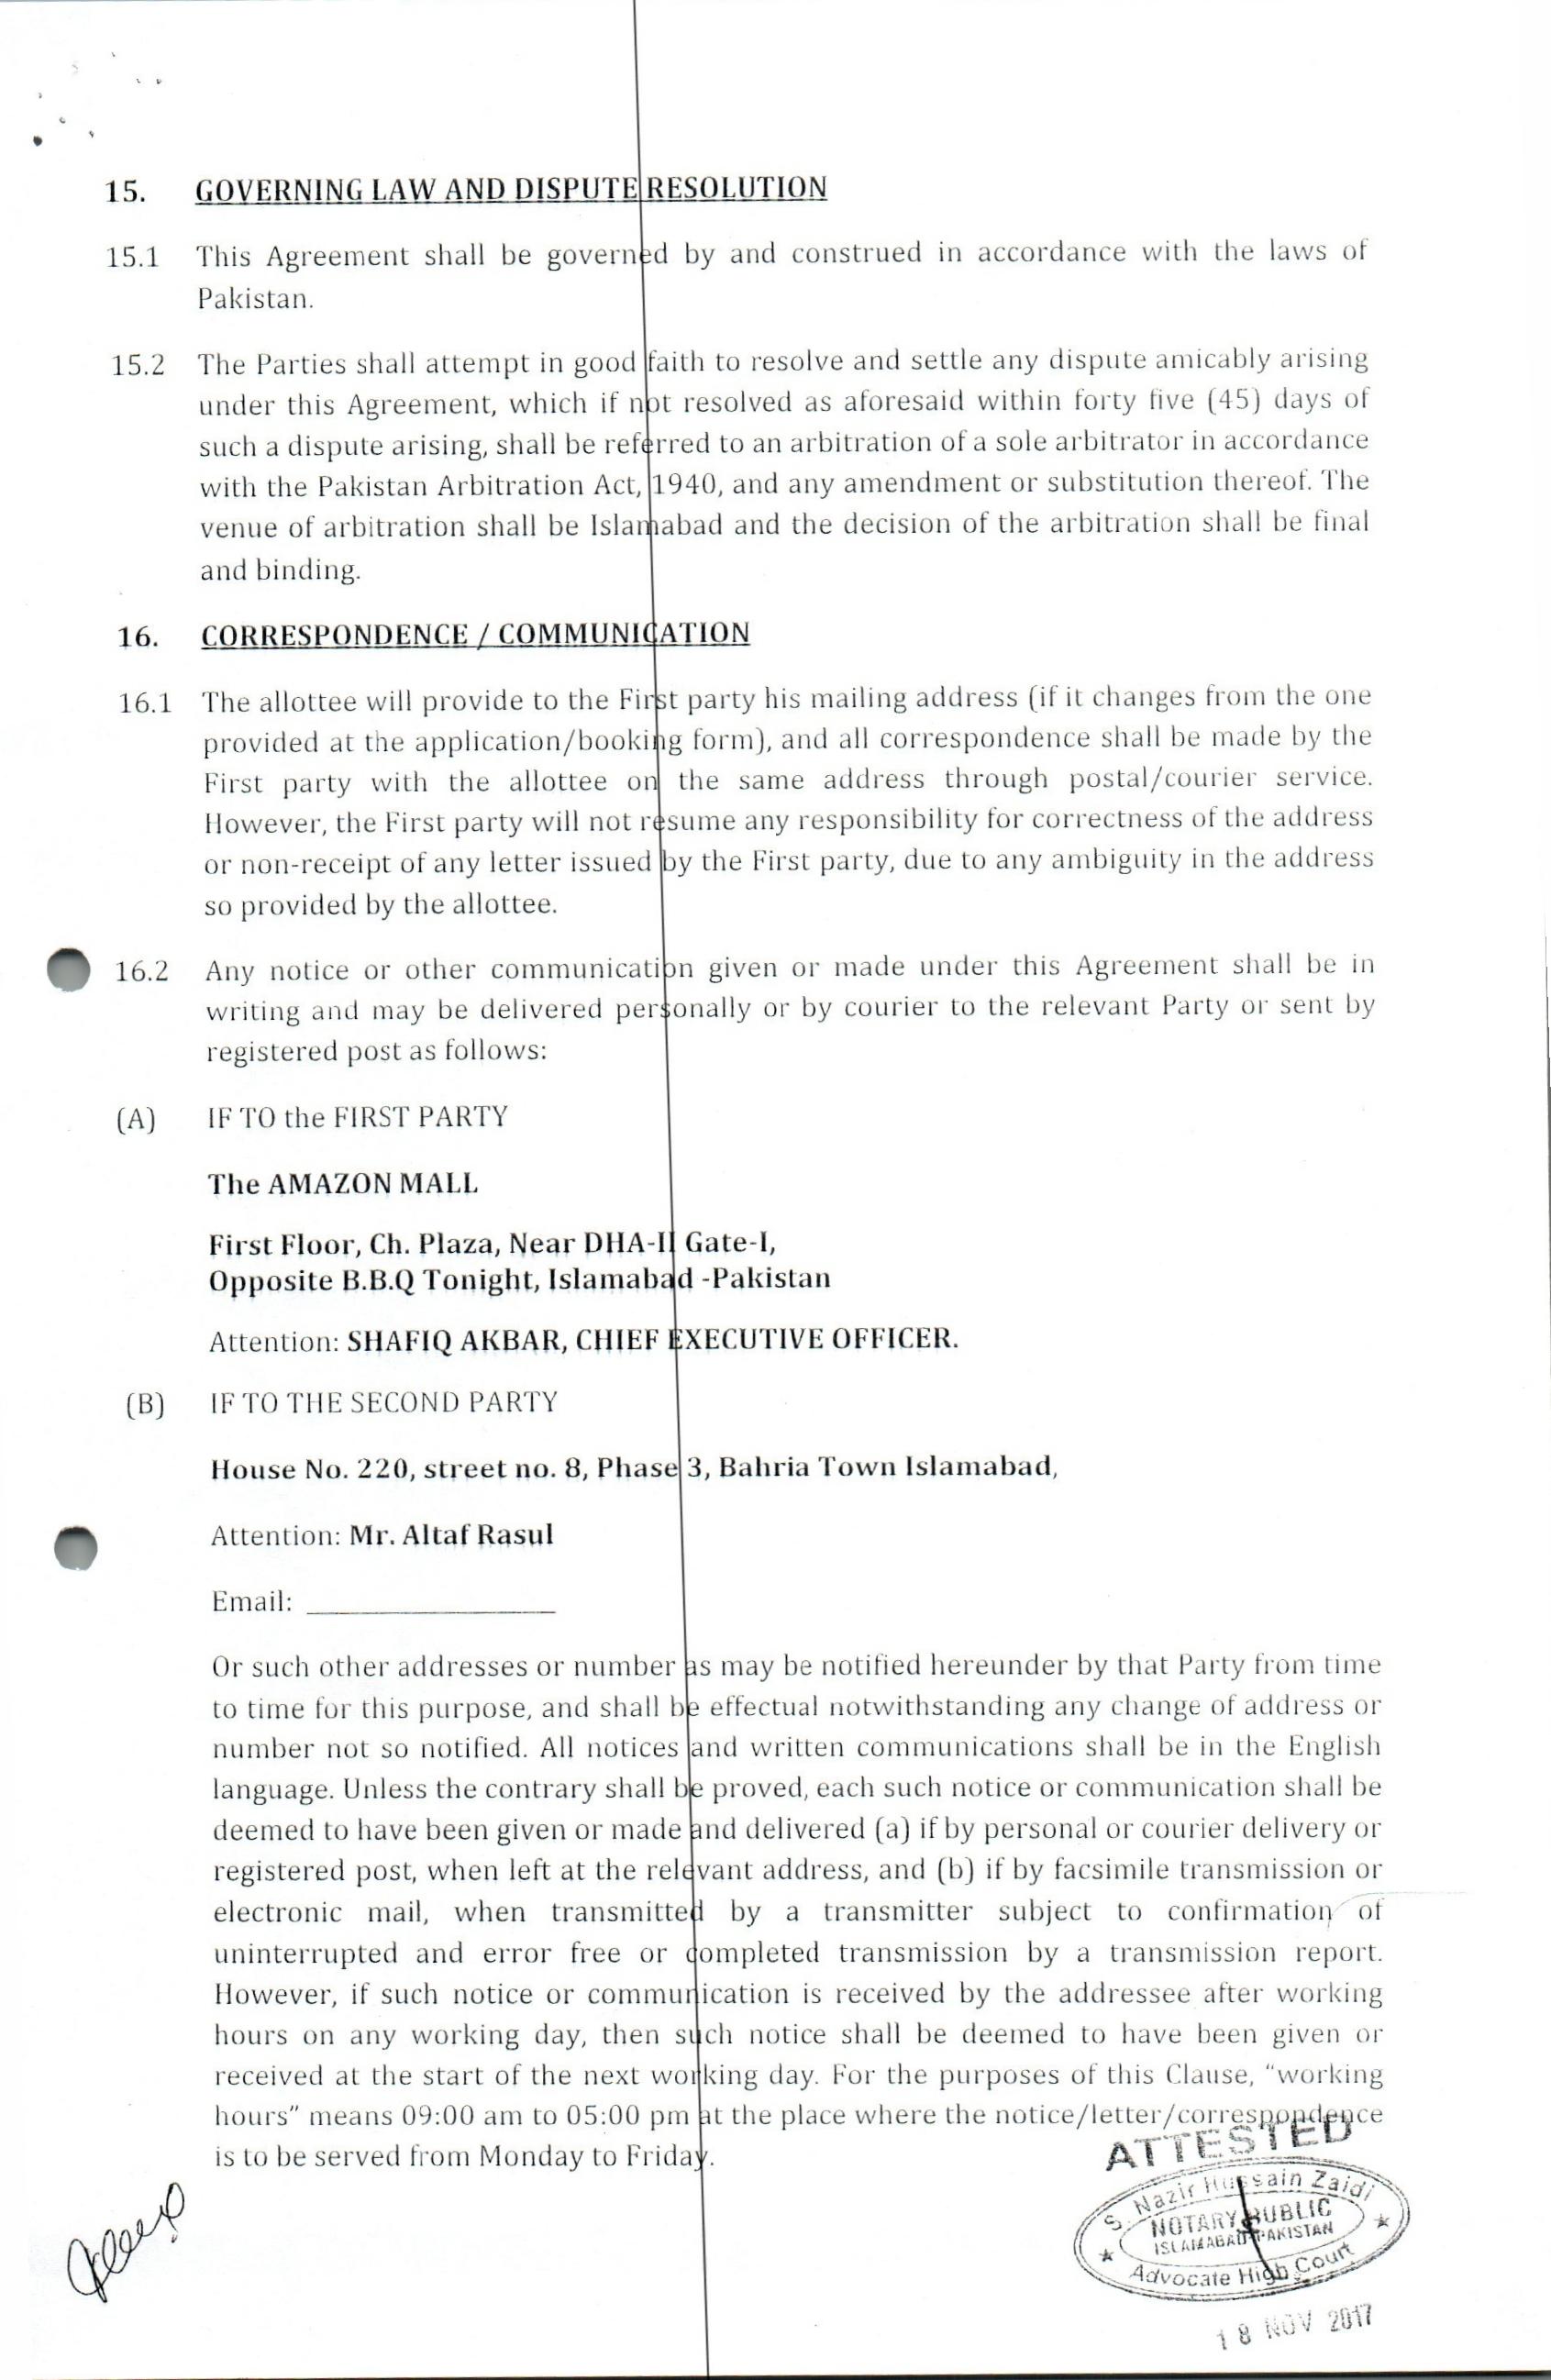 15. GOVERNING LAW AND DISPUTE RESOLUTION
15.1 This Agreement shall be governed by and construed in accordance with the laws of
Pakistan.
15.2 The Parties shall attempt in good faith to resolve and settle any dispute amicably arising
under this Agreement, which if not resolved as aforesaid within forty five (45) days of
such a dispute arising, shall be referred to an arbitration of a sole arbitrator in accordance
with the Pakistan Arbitration Act, 1940, and any amendment or substitution thereof. The
venue of arbitration shall be Islamabad and the decision of the arbitration shall be final
and binding.
16. CORRESPONDENCE / COMMUNICATION
16.1 The allottee will provide to the First party his mailing address (if it changes from the one
provided at the application/booking form), and all correspondence shall be made by the
First party with the allottee on the same address through postal/courier service.
However, the First party will not resume any responsibility for correctness of the address
or non-receipt of any letter issued by the First party, due to any ambiguity in the address
so provided by the allottee.
16.2 Any notice or other communication given or made under this Agreement shall be in
writing and may be delivered personally or by courier to the relevant Party or sent by
registered post as follows:
(A) IF TO the FIRST PARTY
The AMAZON MALL
First Floor, Ch. Plaza, Near DHA-II Gate-I,
Opposite B.B.Q Tonight, Islamabad -Pakistan
Attention: SHAFIQ AKBAR, CHIEF EXECUTIVE OFFICER.
(B) IF TO THE SECOND PARTY
House No. 220, street no. 8, Phase 3, Bahria Town Islamabad,
Attention: Mr. Altaf Rasul
Email: ________________
Or such other addresses or number as may be notified hereunder by that Party from time
to time for this purpose, and shall be effectual notwithstanding any change of address or
number not so notified. All notices and written communications shall be in the English
language. Unless the contrary shall be proved, each such notice or communication shall be
deemed to have been given or made and delivered (a) if by personal or courier delivery or
registered post, when left at the relevant address, and (b) if by facsimile transmission or
electronic mail, when transmitted by a transmitter subject to confirmation of
uninterrupted and error free or completed transmission by a transmission report.
However, if such notice or communication is received by the addressee after working
hours on any working day, then such notice shall be deemed to have been given or
received at the start of the next working day. For the purposes of this Clause, “working
hours” means 09:00 am to 05:00 pm at the place where the notice/letter/correspondence
is to be served from Monday to Friday.
ATTESTED
S. Nazir Hussain Zaidi
NOTARY PUBLIC
ISLAMABAD PAKISTAN
Advocate High Court
18 NOV 2017